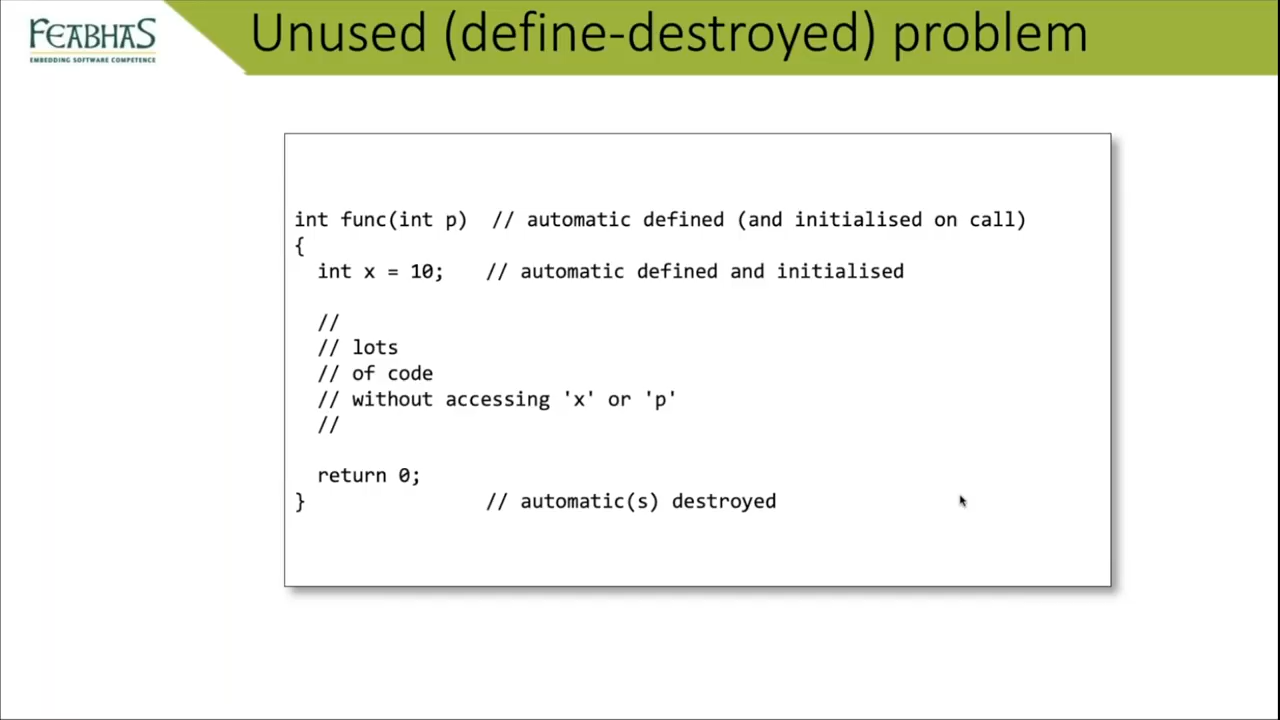 FEABHAS
EMBEDDING SOFTWARE COMPETENCE
Unused (define-destroyed) problem
int func(int p)  // automatic defined (and initialised on call)
{
  int x = 10;    // automatic defined and initialised
  //
  // lots
  // of code
  // without accessing 'x' or 'p'
  //
  return 0;
}                // automatic(s) destroyed